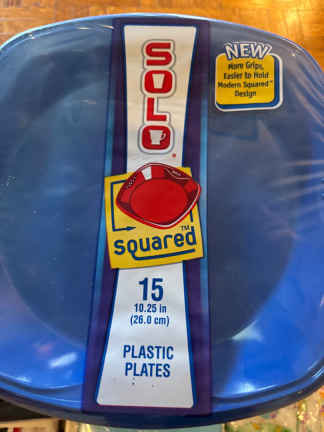 SOLO
NEW
More Grips,
Easier to Hold
Modern Squared™
Design
squared™
15
10.25 in
(26.0 cm)
PLASTIC
PLATES